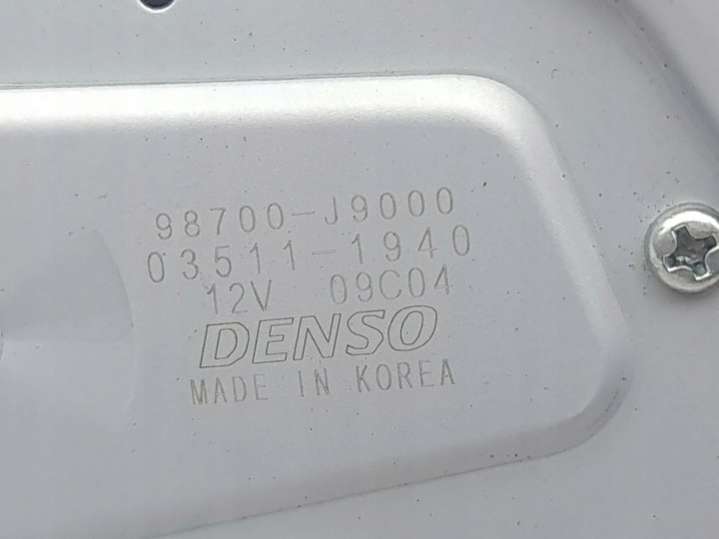 98700-J9000
03511-1940
12V 09C04
DENSO
MADE IN KOREA